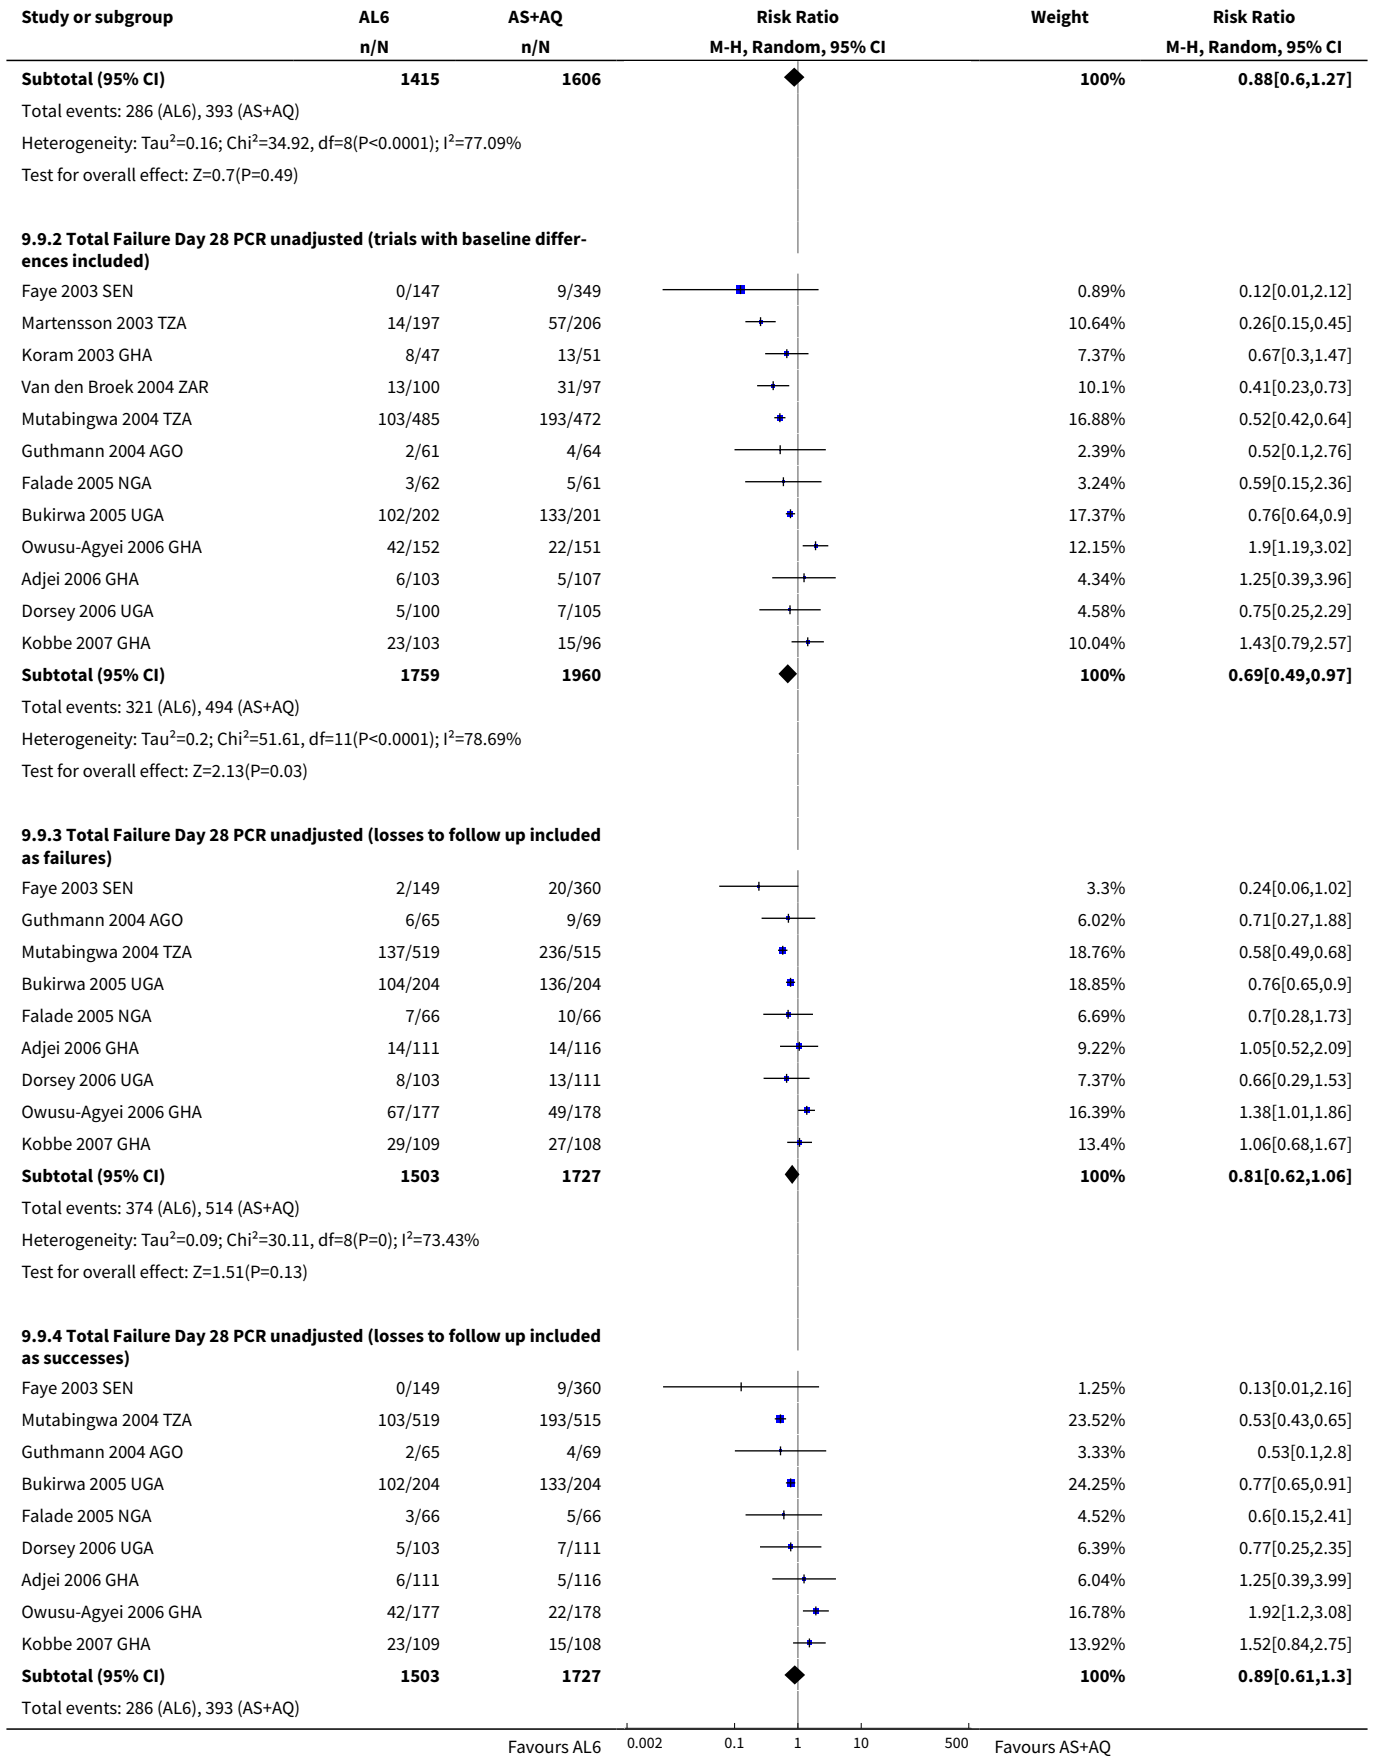 Study or subgroup AL6 AS+AQ Risk Ratio Weight Risk Ratio
n/N n/N M-H, Random, 95% CI M-H, Random, 95% CI
Subtotal (95% CI) 1415 1606 100% 0.88[0.6,1.27]
Total events: 286 (AL6), 393 (AS+AQ)
Heterogeneity: Tau²=0.16; Chi²=34.92, df=8(P<0.0001); I²=77.09%
Test for overall effect: Z=0.7(P=0.49)
9.9.2 Total Failure Day 28 PCR unadjusted (trials with baseline differ-
ences included)
Faye 2003 SEN 0/147 9/349 0.89% 0.12[0.01,2.12]
Martensson 2003 TZA 14/197 57/206 10.64% 0.26[0.15,0.45]
Koram 2003 GHA 8/47 13/51 7.37% 0.67[0.3,1.47]
Van den Broek 2004 ZAR 13/100 31/97 10.1% 0.41[0.23,0.73]
Mutabingwa 2004 TZA 103/485 193/472 16.88% 0.52[0.42,0.64]
Guthmann 2004 AGO 2/61 4/64 2.39% 0.52[0.1,2.76]
Falade 2005 NGA 3/62 5/61 3.24% 0.59[0.15,2.36]
Bukirwa 2005 UGA 102/202 133/201 17.37% 0.76[0.64,0.9]
Owusu-Agyei 2006 GHA 42/152 22/151 12.15% 1.9[1.19,3.02]
Adjei 2006 GHA 6/103 5/107 4.34% 1.25[0.39,3.96]
Dorsey 2006 UGA 5/100 7/105 4.58% 0.75[0.25,2.29]
Kobbe 2007 GHA 23/103 15/96 10.04% 1.43[0.79,2.57]
Subtotal (95% CI) 1759 1960 100% 0.69[0.49,0.97]
Total events: 321 (AL6), 494 (AS+AQ)
Heterogeneity: Tau²=0.2; Chi²=51.61, df=11(P<0.0001); I²=78.69%
Test for overall effect: Z=2.13(P=0.03)
9.9.3 Total Failure Day 28 PCR unadjusted (losses to follow up included
as failures)
Faye 2003 SEN 2/149 20/360 3.3% 0.24[0.06,1.02]
Guthmann 2004 AGO 6/65 9/69 6.02% 0.71[0.27,1.88]
Mutabingwa 2004 TZA 137/519 236/515 18.76% 0.58[0.49,0.68]
Bukirwa 2005 UGA 104/204 136/204 18.85% 0.76[0.65,0.9]
Falade 2005 NGA 7/66 10/66 6.69% 0.7[0.28,1.73]
Adjei 2006 GHA 14/111 14/116 9.22% 1.05[0.52,2.09]
Dorsey 2006 UGA 8/103 13/111 7.37% 0.66[0.29,1.53]
Owusu-Agyei 2006 GHA 67/177 49/178 16.39% 1.38[1.01,1.86]
Kobbe 2007 GHA 29/109 27/108 13.4% 1.06[0.68,1.67]
Subtotal (95% CI) 1503 1727 100% 0.81[0.62,1.06]
Total events: 374 (AL6), 514 (AS+AQ)
Heterogeneity: Tau²=0.09; Chi²=30.11, df=8(P=0); I²=73.43%
Test for overall effect: Z=1.51(P=0.13)
9.9.4 Total Failure Day 28 PCR unadjusted (losses to follow up included
as successes)
Faye 2003 SEN 0/149 9/360 1.25% 0.13[0.01,2.16]
Mutabingwa 2004 TZA 103/519 193/515 23.52% 0.53[0.43,0.65]
Guthmann 2004 AGO 2/65 4/69 3.33% 0.53[0.1,2.8]
Bukirwa 2005 UGA 102/204 133/204 24.25% 0.77[0.65,0.91]
Falade 2005 NGA 3/66 5/66 4.52% 0.6[0.15,2.41]
Dorsey 2006 UGA 5/103 7/111 6.39% 0.77[0.25,2.35]
Adjei 2006 GHA 6/111 5/116 6.04% 1.25[0.39,3.99]
Owusu-Agyei 2006 GHA 42/177 22/178 16.78% 1.92[1.2,3.08]
Kobbe 2007 GHA 23/109 15/108 13.92% 1.52[0.84,2.75]
Subtotal (95% CI) 1503 1727 100% 0.89[0.61,1.3]
Total events: 286 (AL6), 393 (AS+AQ)
Favours AL6 0.002 0.1 1 10 500 Favours AS+AQ